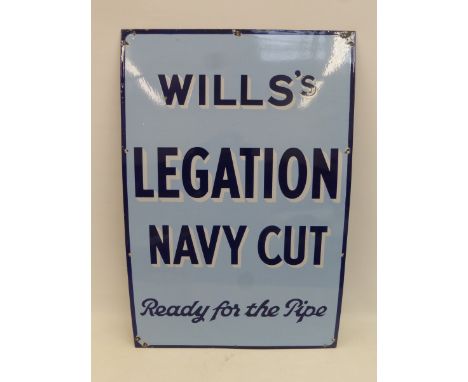 WILLS'S
LEGATION
NAVY CUT
Ready for the Pipe